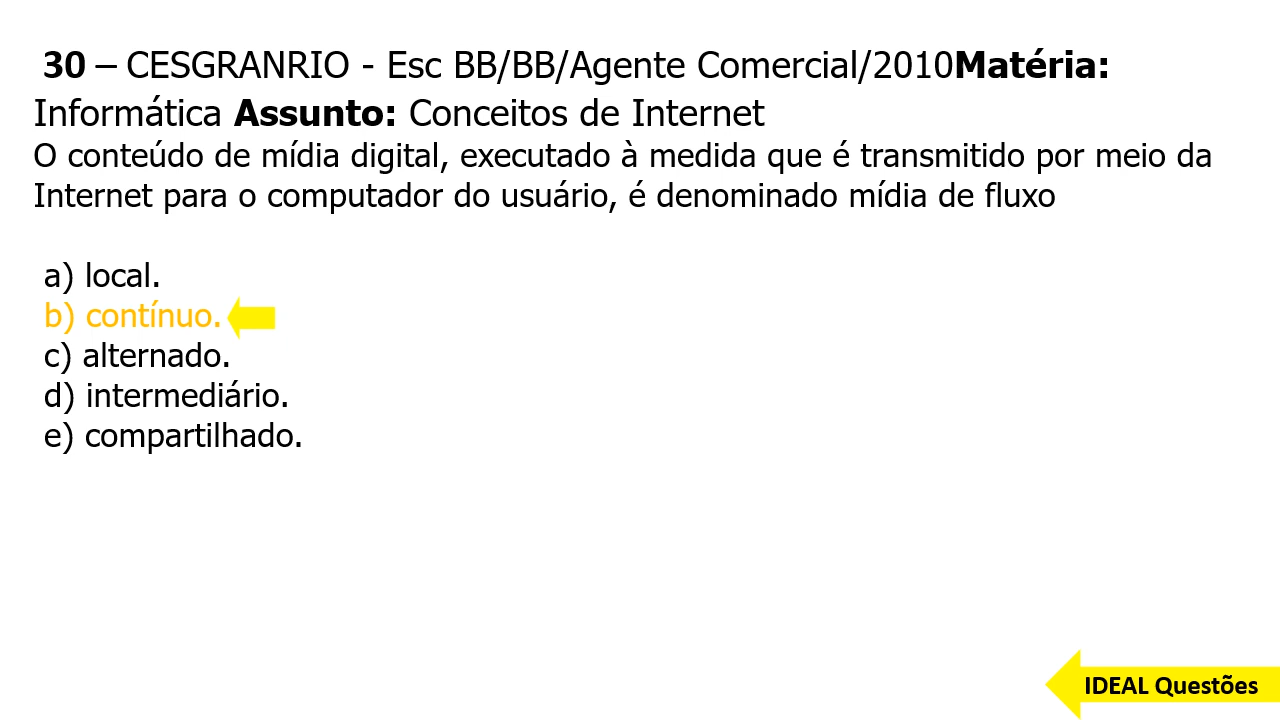 30 – CESGRANRIO - Esc BB/BB/Agente Comercial/2010Matéria:
Informática Assunto: Conceitos de Internet
O conteúdo de mídia digital, executado à medida que é transmitido por meio da
Internet para o computador do usuário, é denominado mídia de fluxo
a) local.
b) contínuo.
c) alternado.
d) intermediário.
e) compartilhado.
IDEAL Questões